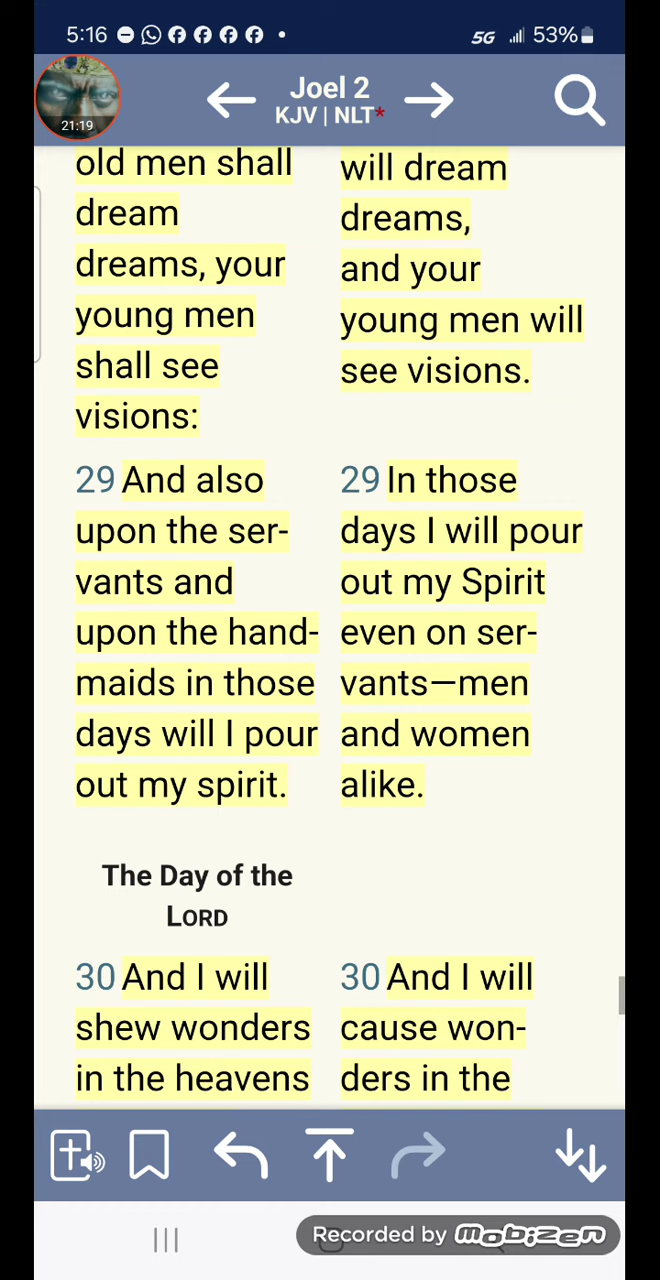 5:16
5G
53%
21:19
Joel 2
KJV | NLT*
old men shall
dream
dreams, your
young men
shall see
visions:
29 And also
upon the ser-
vants and
upon the hand-
maids in those
days will I pour
out my spirit.
The Day of the
LORD
30 And I will
shew wonders
in the heavens
will dream
dreams,
and your
young men will
see visions.
29 In those
days I will pour
out my Spirit
even on ser-
vants—men
and women
alike.
30 And I will
cause won-
ders in the
Recorded by mobizen